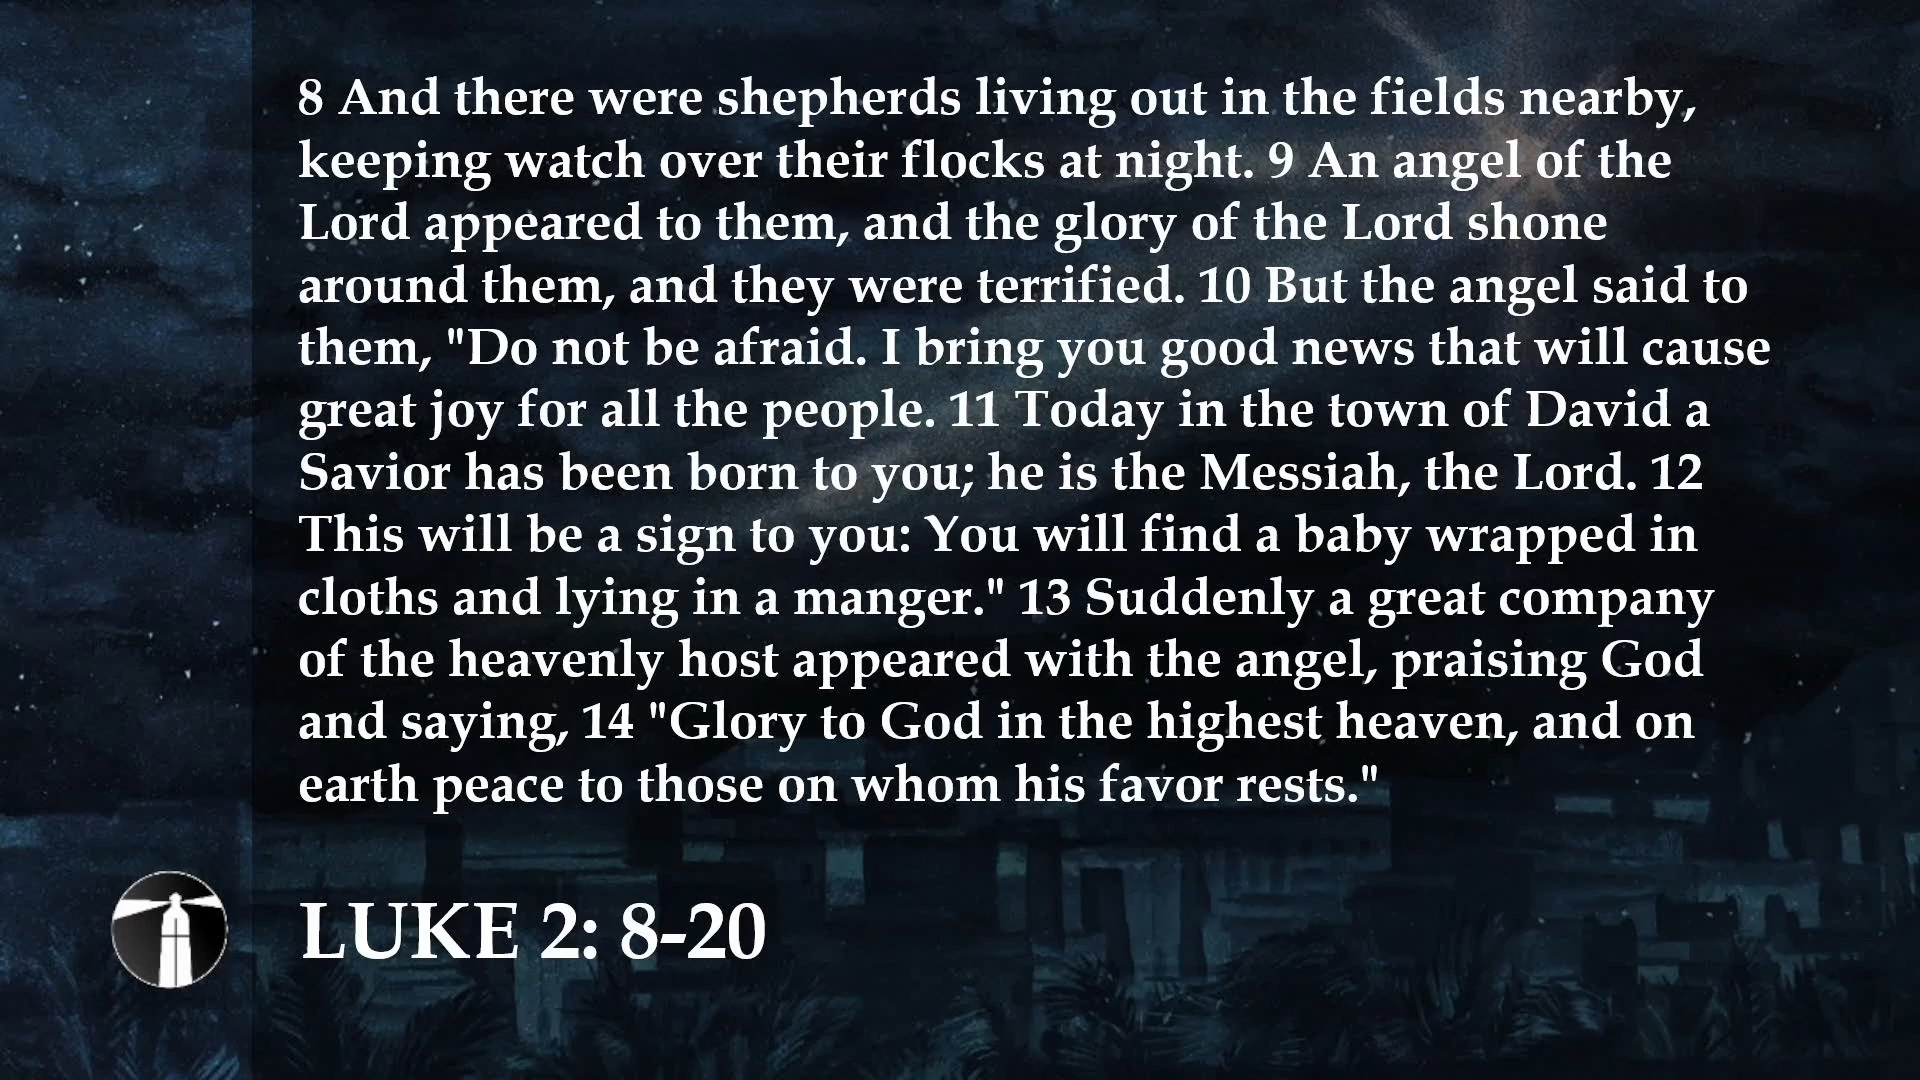 8 And there were shepherds living out in the fields nearby,
keeping watch over their flocks at night. 9 An angel of the
Lord appeared to them, and the glory of the Lord shone
around them, and they were terrified. 10 But the angel said to
them, "Do not be afraid. I bring you good news that will cause
great joy for all the people. 11 Today in the town of David a
Savior has been born to you; he is the Messiah, the Lord. 12
This will be a sign to you: You will find a baby wrapped in
cloths and lying in a manger." 13 Suddenly a great company
of the heavenly host appeared with the angel, praising God
and saying, 14 "Glory to God in the highest heaven, and on
earth peace to those on whom his favor rests."
LUKE 2: 8-20